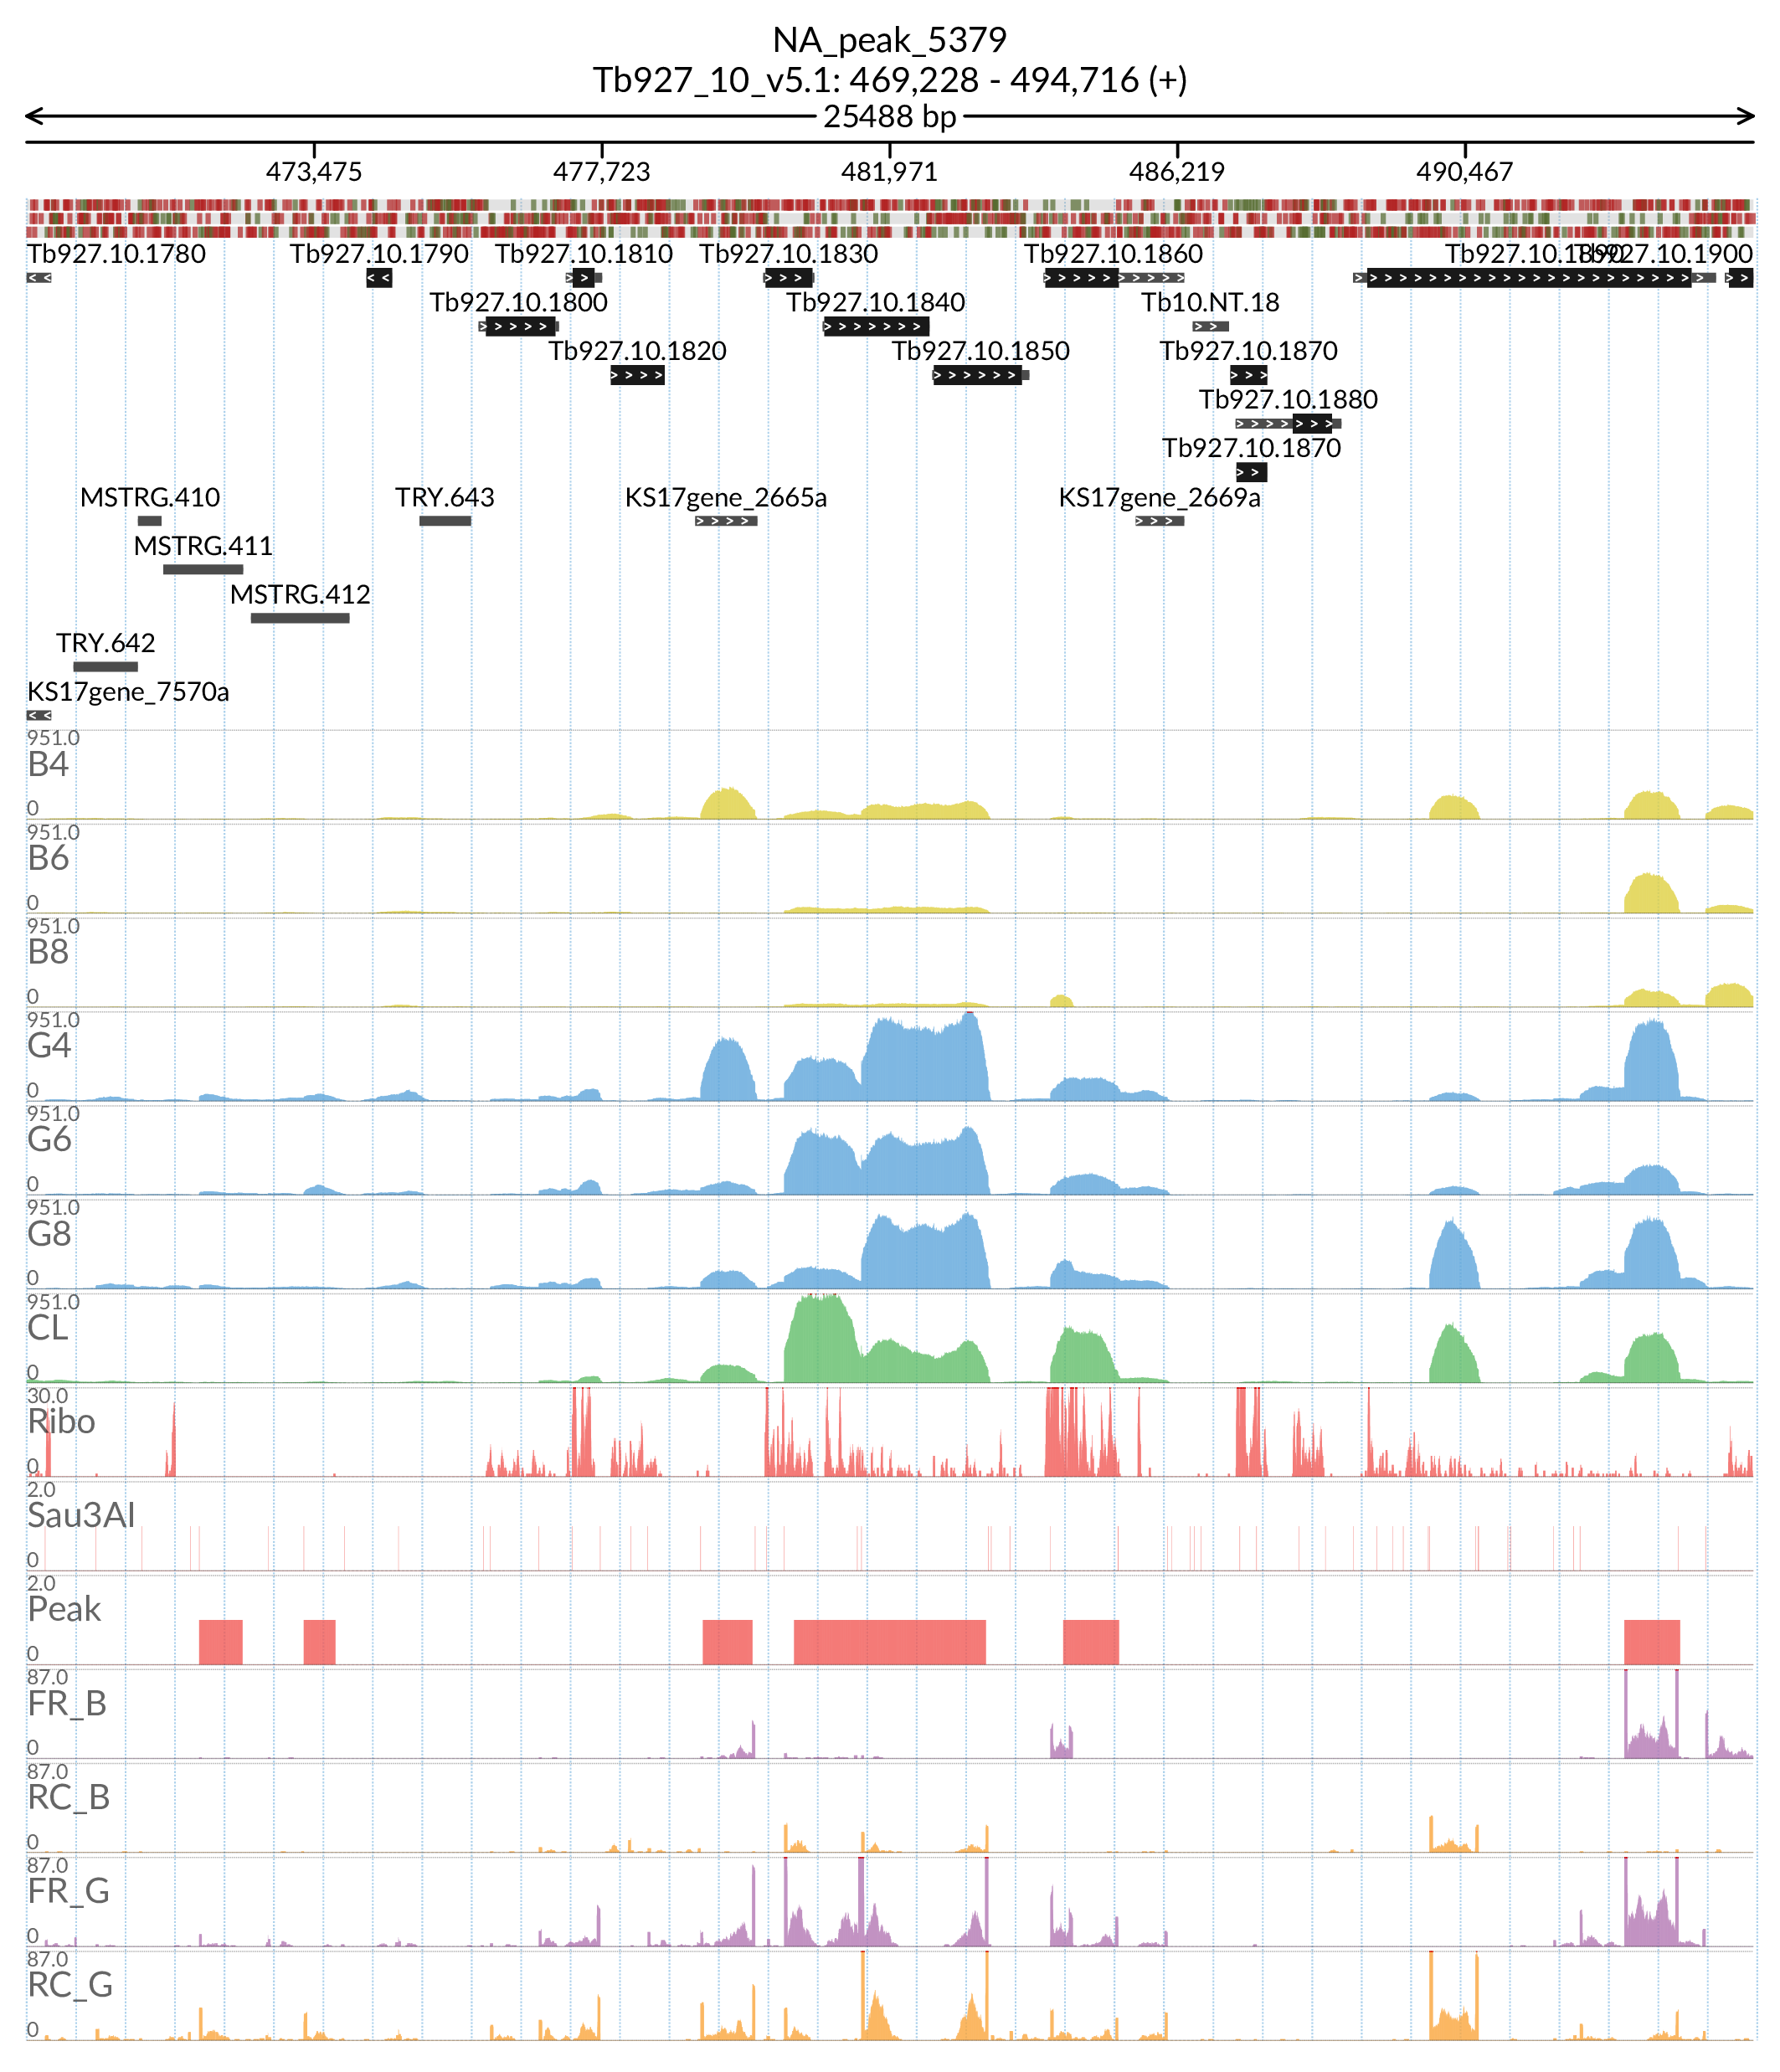 NA_peak_5379
Tb927_10_v5.1: 469,228 - 494,716 (+)
25488 bp
473,475 477,723 481,971 486,219 490,467
Tb927.10.1780 Tb927.10.1790 Tb927.10.1810 Tb927.10.1830 Tb927.10.1860 Tb927.10.1890 Tb927.10.1900
Tb927.10.1800 Tb927.10.1840 Tb10.NT.18
Tb927.10.1820 Tb927.10.1850 Tb927.10.1870
Tb927.10.1880
Tb927.10.1870
MSTRG.410 TRY.643 KS17gene_2665a KS17gene_2669a
MSTRG.411
MSTRG.412
TRY.642
KS17gene_7570a
951.0
B4
0
951.0
B6
0
951.0
B8
0
951.0
G4
0
951.0
G6
0
951.0
G8
0
951.0
CL
0
30.0
Ribo
0
2.0
Sau3AI
0
2.0
Peak
0
87.0
FR_B
0
87.0
RC_B
0
87.0
FR_G
0
87.0
RC_G
0